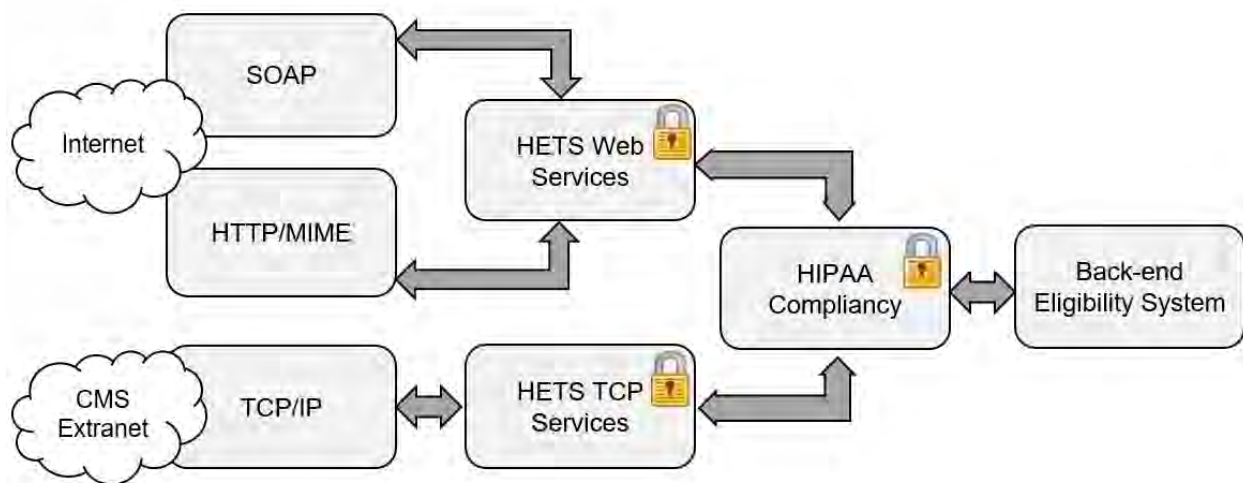 SOAP
Internet
HTTP/MIME
HETS Web
Services
HIPAA
Compliancy
Back-end
Eligibility System
CMS
Extranet
TCP/IP
HETS TCP
Services